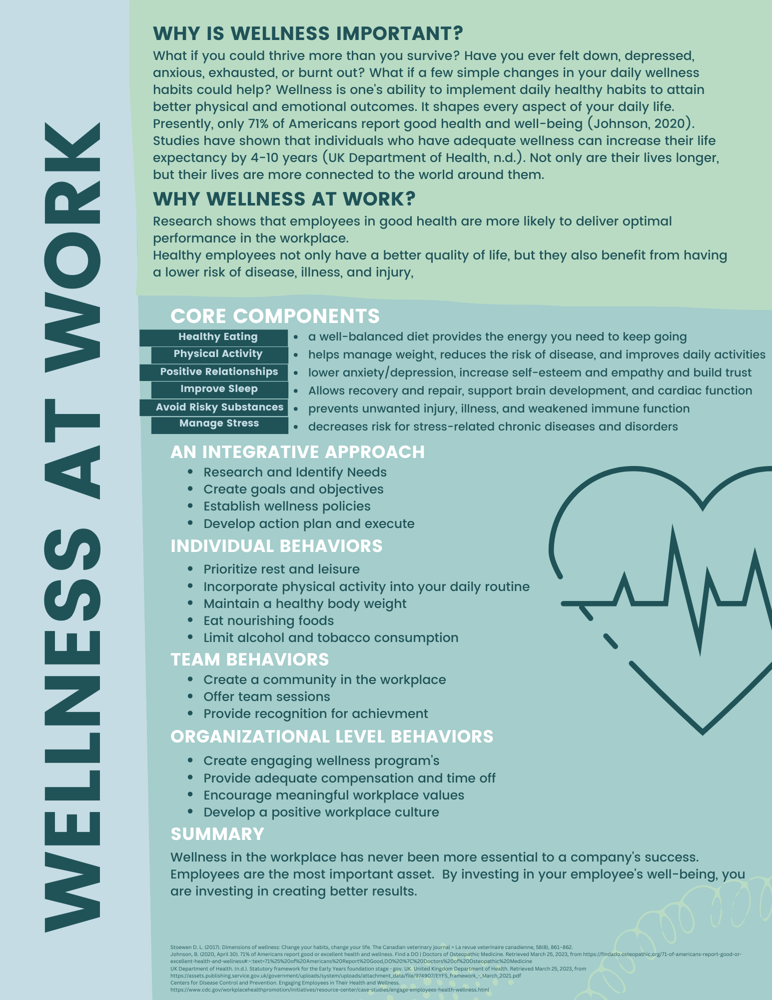 WELLNESS AT WORK
WHY IS WELLNESS IMPORTANT?
What if you could thrive more than you survive? Have you ever felt down, depressed,
anxious, exhausted, or burnt out? What if a few simple changes in your daily wellness
habits could help? Wellness is one's ability to implement daily healthy habits to attain
better physical and emotional outcomes. It shapes every aspect of your daily life.
Presently, only 71% of Americans report good health and well-being (Johnson, 2020).
Studies have shown that individuals who have adequate wellness can increase their life
expectancy by 4-10 years (UK Department of Health, n.d.). Not only are their lives longer,
but their lives are more connected to the world around them.
WHY WELLNESS AT WORK?
Research shows that employees in good health are more likely to deliver optimal
performance in the workplace.
Healthy employees not only have a better quality of life, but they also benefit from having
a lower risk of disease, illness, and injury,
CORE COMPONENTS
Healthy Eating • a well-balanced diet provides the energy you need to keep going
Physical Activity • helps manage weight, reduces the risk of disease, and improves daily activities
Positive Relationships • lower anxiety/depression, increase self-esteem and empathy and build trust
Improve Sleep • Allows recovery and repair, support brain development, and cardiac function
Avoid Risky Substances • prevents unwanted injury, illness, and weakened immune function
Manage Stress • decreases risk for stress-related chronic diseases and disorders
AN INTEGRATIVE APPROACH
• Research and Identify Needs
• Create goals and objectives
• Establish wellness policies
• Develop action plan and execute
INDIVIDUAL BEHAVIORS
• Prioritize rest and leisure
• Incorporate physical activity into your daily routine
• Maintain a healthy body weight
• Eat nourishing foods
• Limit alcohol and tobacco consumption
TEAM BEHAVIORS
• Create a community in the workplace
• Offer team sessions
• Provide recognition for achievment
ORGANIZATIONAL LEVEL BEHAVIORS
• Create engaging wellness program's
• Provide adequate compensation and time off
• Encourage meaningful workplace values
• Develop a positive workplace culture
SUMMARY
Wellness in the workplace has never been more essential to a company's success.
Employees are the most important asset. By investing in your employee's well-being, you
are investing in creating better results.
Stoewen D. L. (2017). Dimensions of wellness: Change your habits, change your life. The Canadian veterinary journal = La revue veterinaire canadienne, 58(8), 861–862.
Johnson, B. (2020, April 30). 71% of Americans report good or excellent health and wellness. Find a DO | Doctors of Osteopathic Medicine. Retrieved March 25, 2023, from https://findado.osteopathic.org/71-of-americans-report-good-or-
excellent-health-and-wellness#:~:text=71%25%20of%20Americans%20Report%20Good,DO%20%7C%20Doctors%20of%20Osteopathic%20Medicine
UK Department of Health. (n.d.). Statutory framework for the Early Years foundation stage - gov. UK. United Kingdom Department of Health. Retrieved March 25, 2023, from
https://assets.publishing.service.gov.uk/government/uploads/system/uploads/attachment_data/file/974907/EYFS_framework_-_March_2021.pdf
Centers for Disease Control and Prevention. Engaging Employees in Their Health and Wellness.
https://www.cdc.gov/workplacehealthpromotion/initiatives/resource-center/case-studies/engage-employees-health-wellness.html